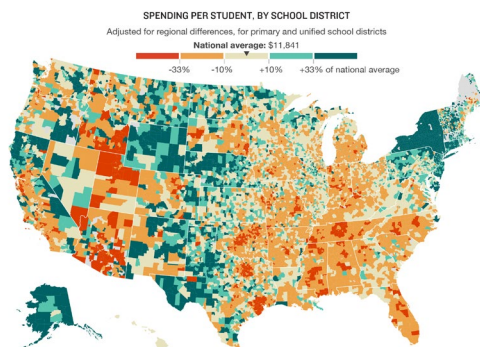 SPENDING PER STUDENT, BY SCHOOL DISTRICT
Adjusted for regional differences, for primary and unified school districts
National average: $11,841
-33% -10% +10% +33% of national average